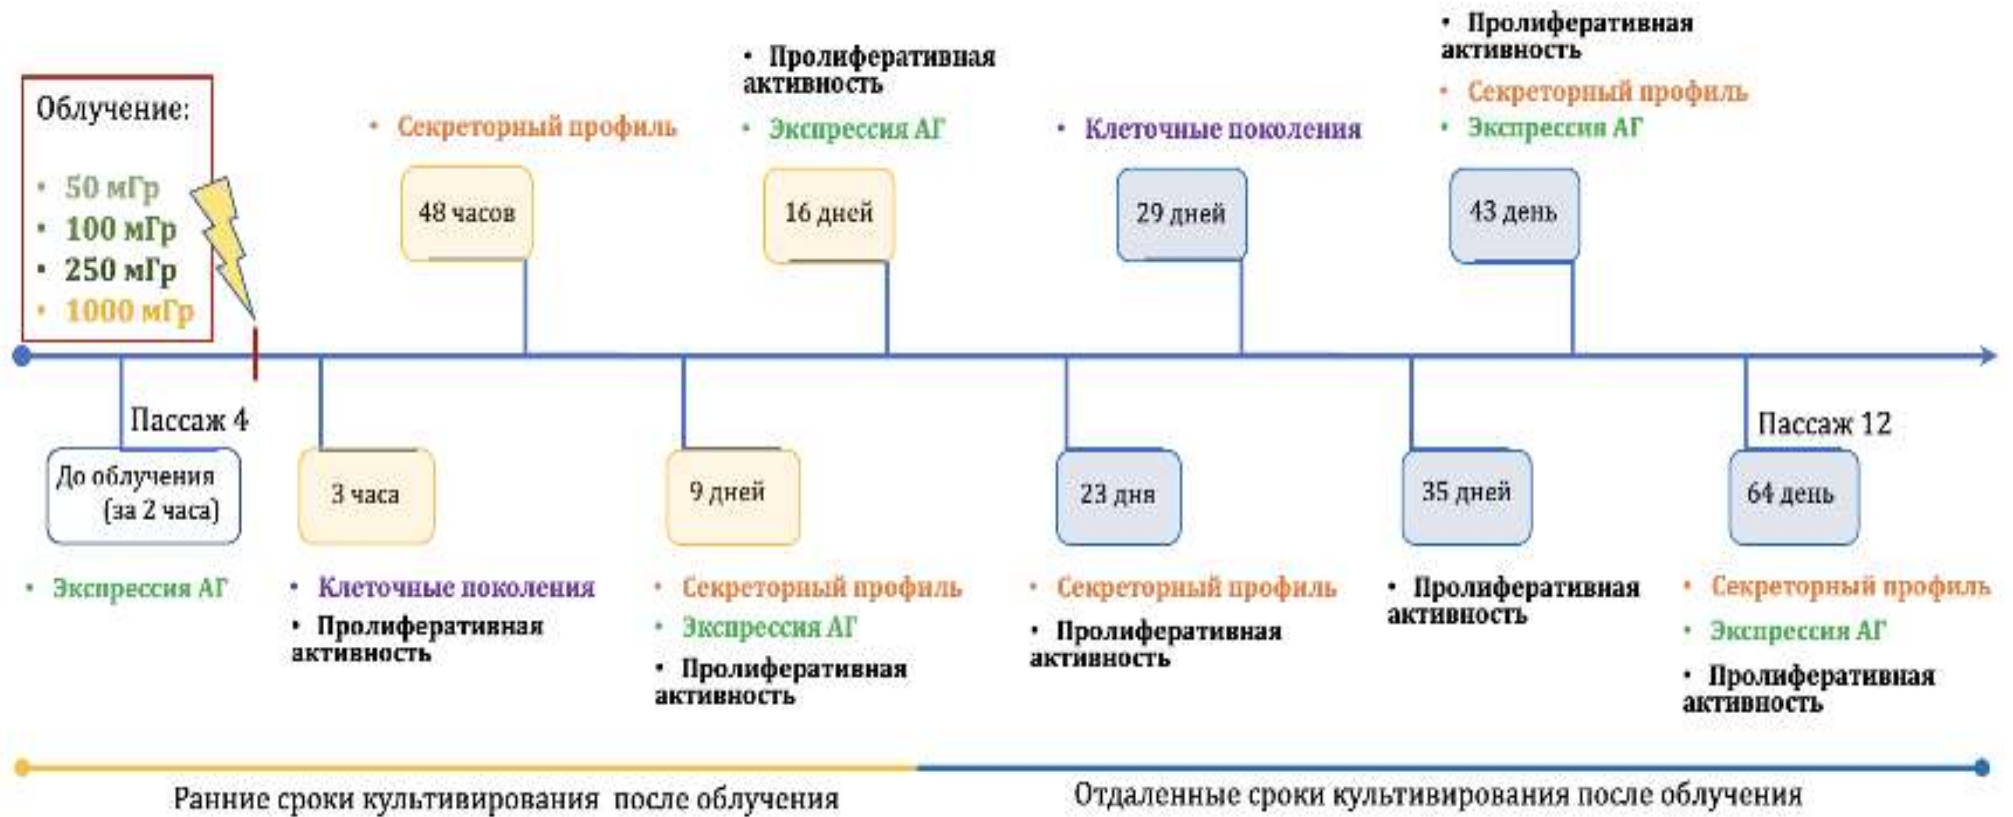 Облучение:
• 50 мГр
• 100 мГр
• 250 мГр
• 1000 мГр
• Секреторный профиль
48 часов
• Пролиферативная
активность
• Экспрессия АГ
16 дней
• Клеточные поколения
29 дней
• Пролиферативная
активность
• Секреторный профиль
• Экспрессия АГ
43 день
Пассаж 4
До облучения
(за 2 часа)
• Экспрессия АГ
3 часа
• Клеточные поколения
• Пролиферативная
активность
9 дней
• Секреторный профиль
• Экспрессия АГ
• Пролиферативная
активность
23 дня
• Секреторный профиль
• Пролиферативная
активность
35 дней
• Пролиферативная
активность
Пассаж 12
64 день
• Секреторный профиль
• Экспрессия АГ
• Пролиферативная
активность
Ранние сроки культивирования после облучения
Отдаленные сроки культивирования после облучения